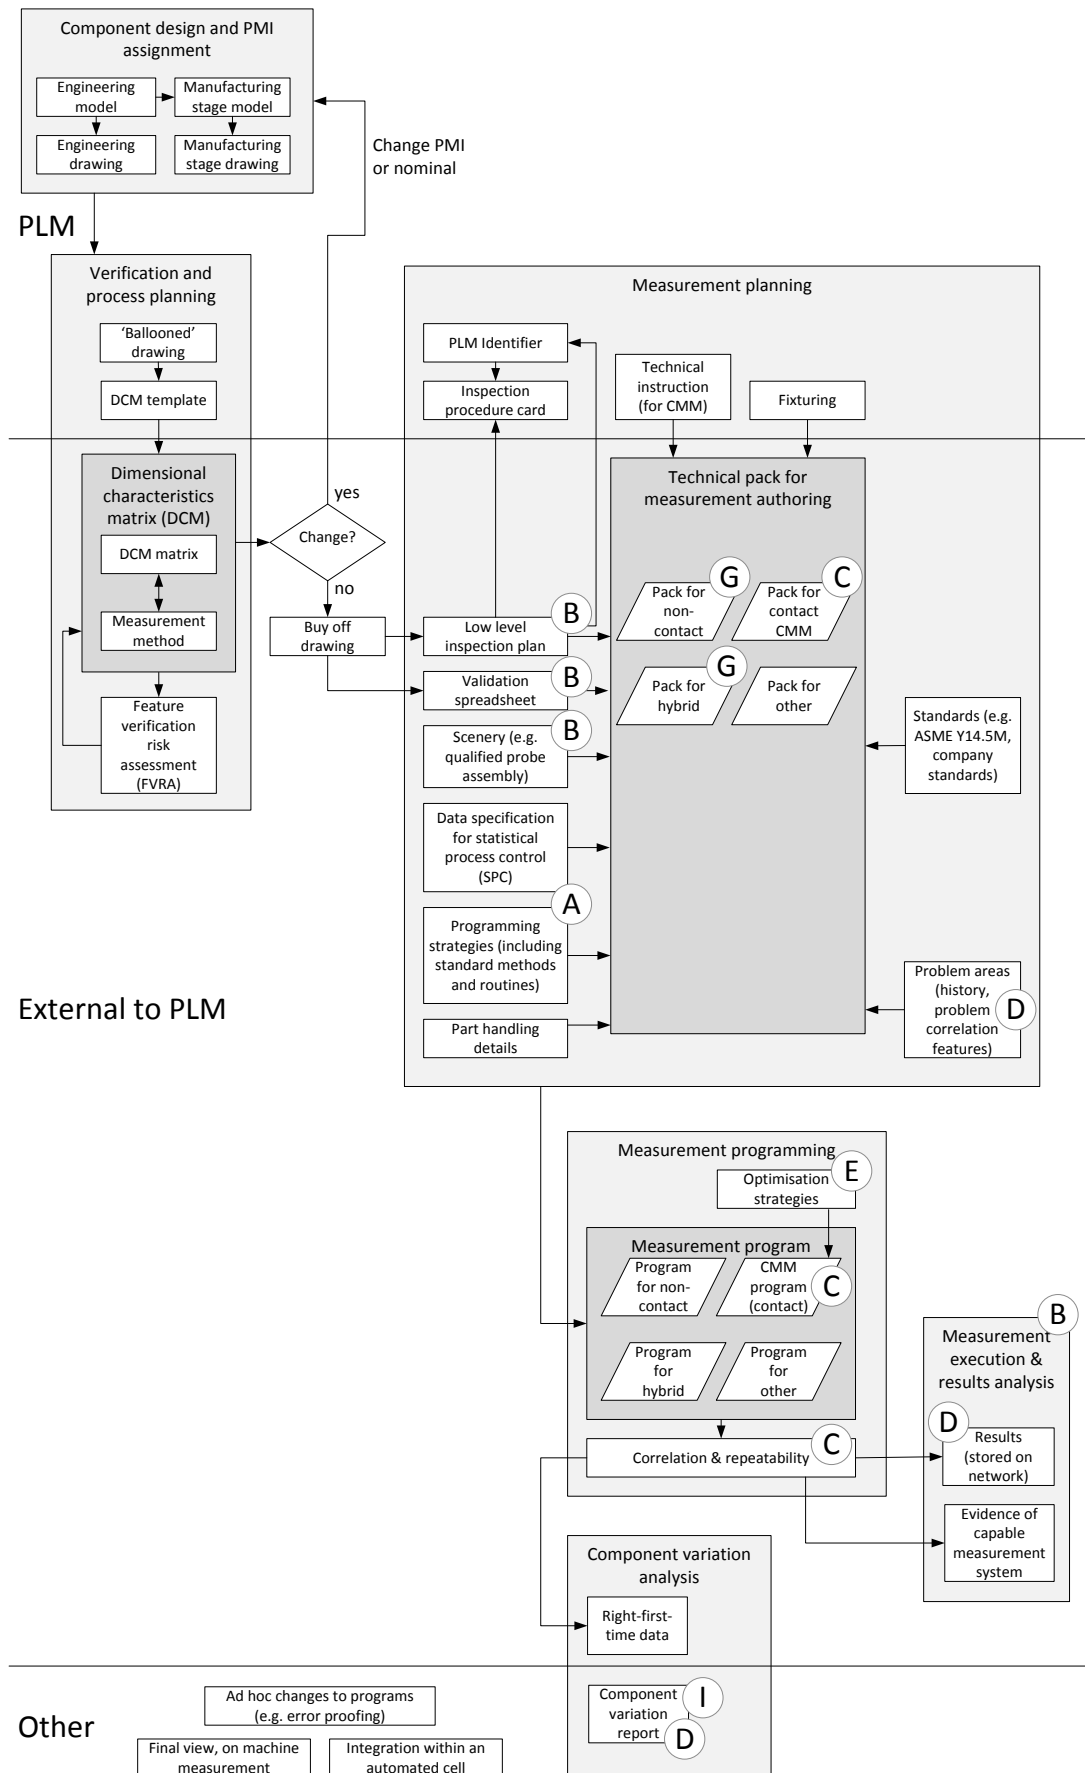 Component design and PMI
assignment
Engineering
model
Manufacturing
stage model
Engineering
drawing
Manufacturing
stage drawing
Change PMI
or nominal
PLM
Verification and
process planning
‘Ballooned’
drawing
DCM template
Dimensional
characteristics
matrix (DCM)
DCM matrix
Measurement
method
Feature
verification
risk
assessment
(FVRA)
yes
Change?
no
Buy off
drawing
Measurement planning
PLM Identifier
Inspection
procedure card
Technical
instruction
(for CMM)
Fixturing
Technical pack for
measurement authoring
G
Pack for
non-
contact
C
Pack for
contact
CMM
G
Pack for
hybrid
Pack for
other
B
Low level
inspection plan
B
Validation
spreadsheet
B
Scenery (e.g.
qualified probe
assembly)
Data specification
for statistical
process control
(SPC)
A
Programming
strategies (including
standard methods
and routines)
Part handling
details
Standards (e.g.
ASME Y14.5M,
company
standards)
Problem areas
(history,
problem
correlation
features)
D
External to PLM
Measurement programming
E
Optimisation
strategies
Measurement program
Program
for non-
contact
CMM
program
(contact)
C
Program
for
hybrid
Program
for
other
C
Correlation & repeatability
B
Measurement
execution &
results analysis
D
Results
(stored on
network)
Evidence of
capable
measurement
system
Component variation
analysis
Right-first-
time data
Other
Ad hoc changes to programs
(e.g. error proofing)
Final view, on machine
measurement
Integration within an
automated cell
I
Component
variation
report
D